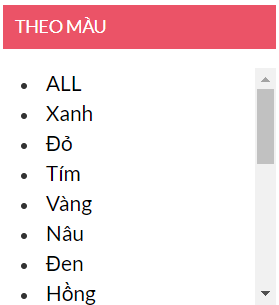 THEO MÀU
ALL
Xanh
Đỏ
Tím
Vàng
Nâu
Đen
Hồng